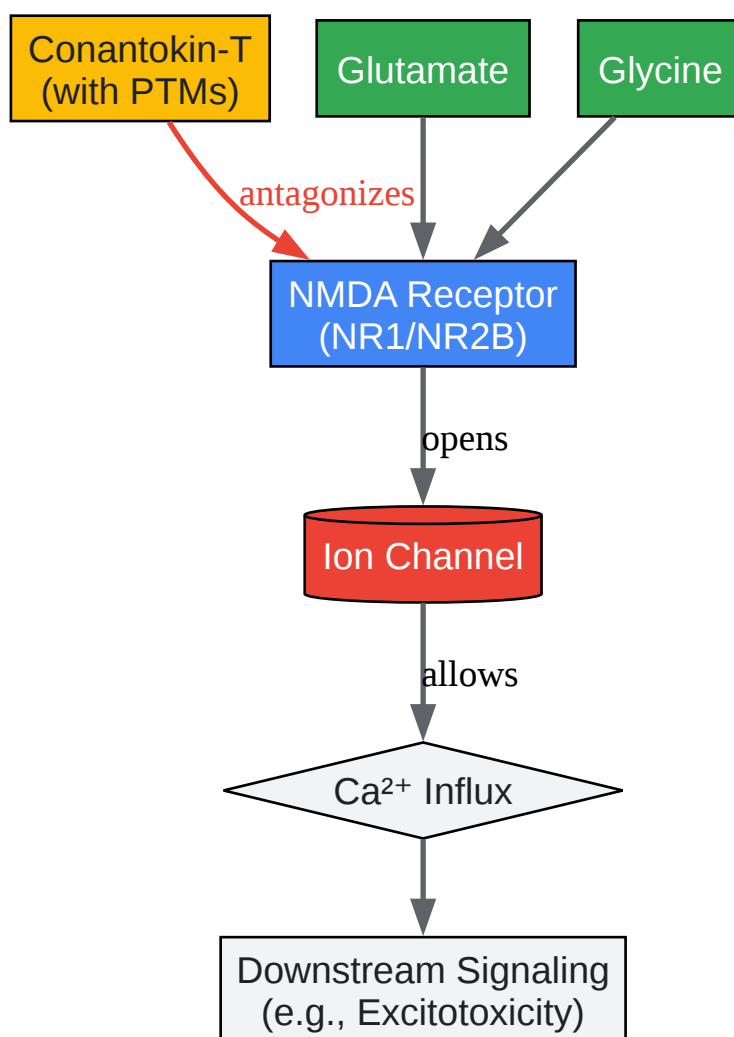 Conantokin-T
(with PTMs)
Glutamate
Glycine
antagonizes
NMDA Receptor
(NR1/NR2B)
opens
Ion Channel
allows
Ca²⁺ Influx
Downstream Signaling
(e.g., Excitotoxicity)